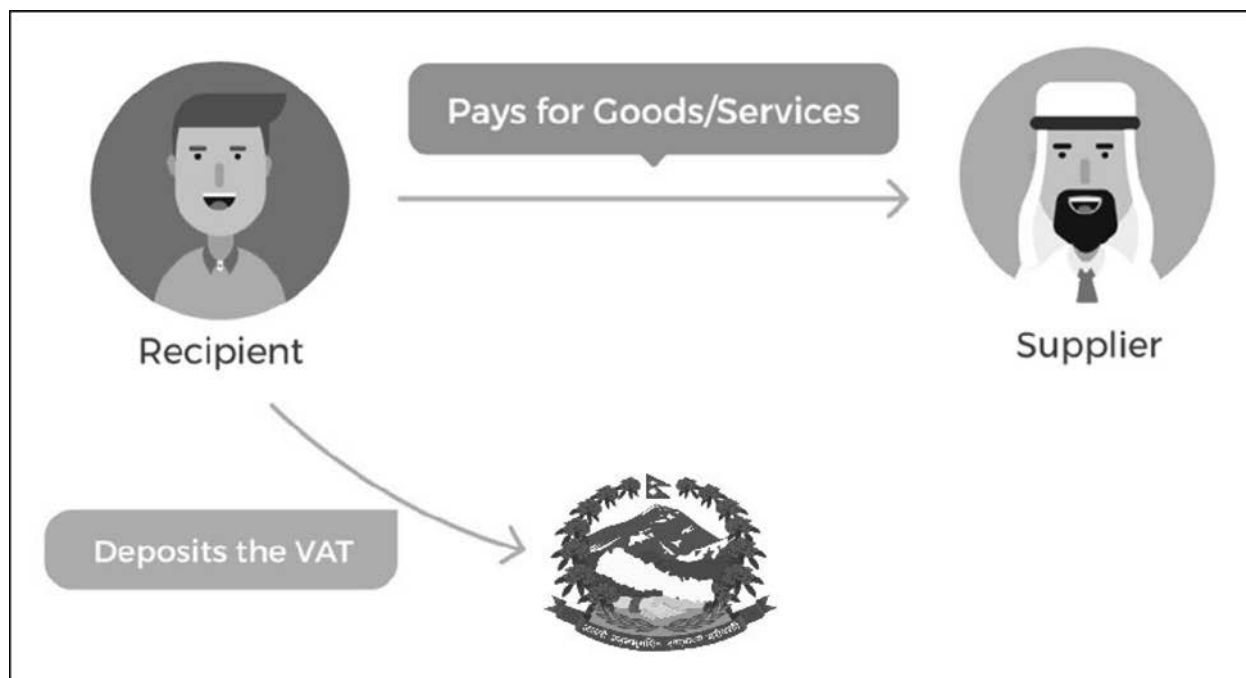 Pays for Goods/Services
Recipient
Supplier
Deposits the VAT